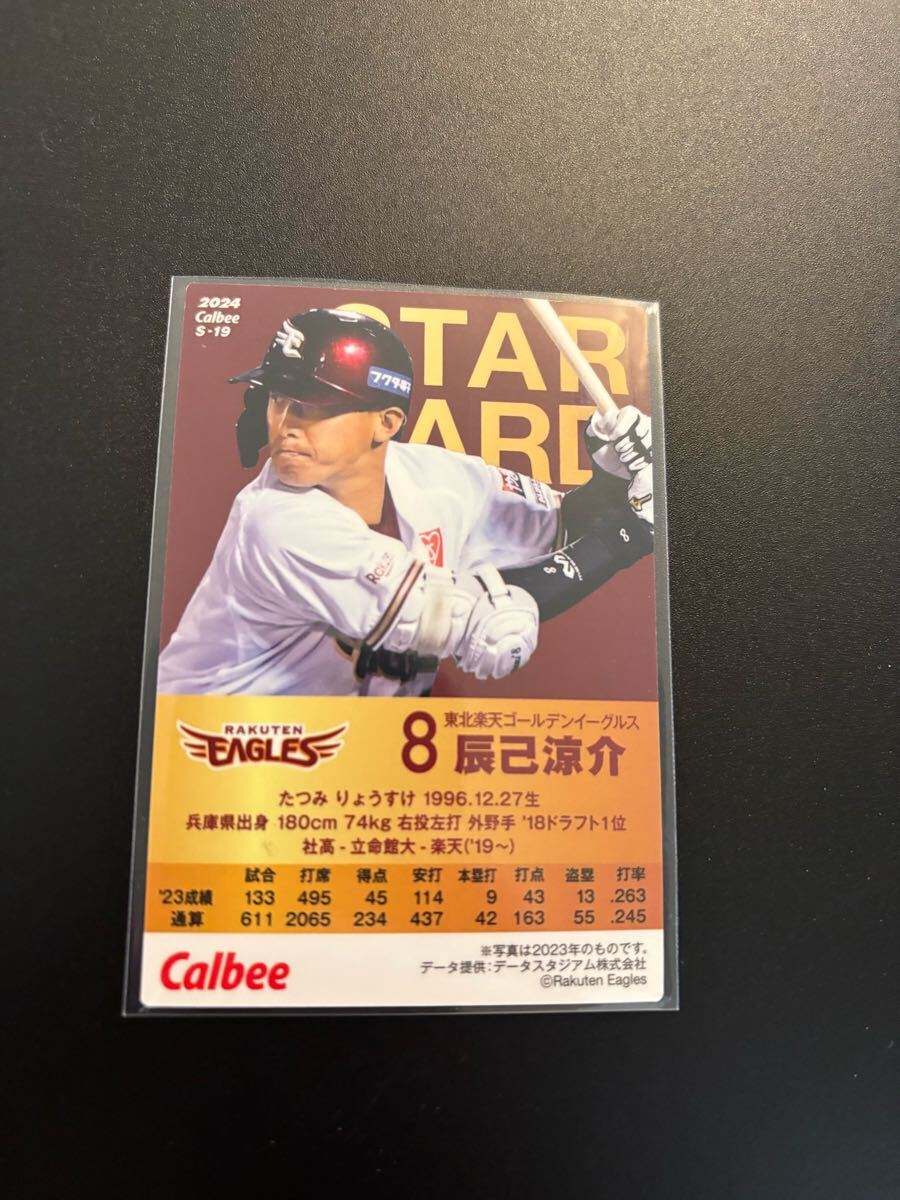 2024
Calbee
S-19
STAR
CARD
8
8
RAKUTEN
EAGLES
8
東北楽天ゴールデンイーグルス
辰己涼介
たつみ りょうすけ 1996.12.27生
兵庫県出身 180cm 74kg 右投左打 外野手 '18ドラフト1位
社高 - 立命館大 - 楽天('19～)
試合 打席 得点 安打 本塁打 打点 盗塁 打率
'23成績 133 495 45 114 9 43 13 .263
通算 611 2065 234 437 42 163 55 .245
Calbee
※写真は2023年のものです。
データ提供：データスタジアム株式会社
©Rakuten Eagles